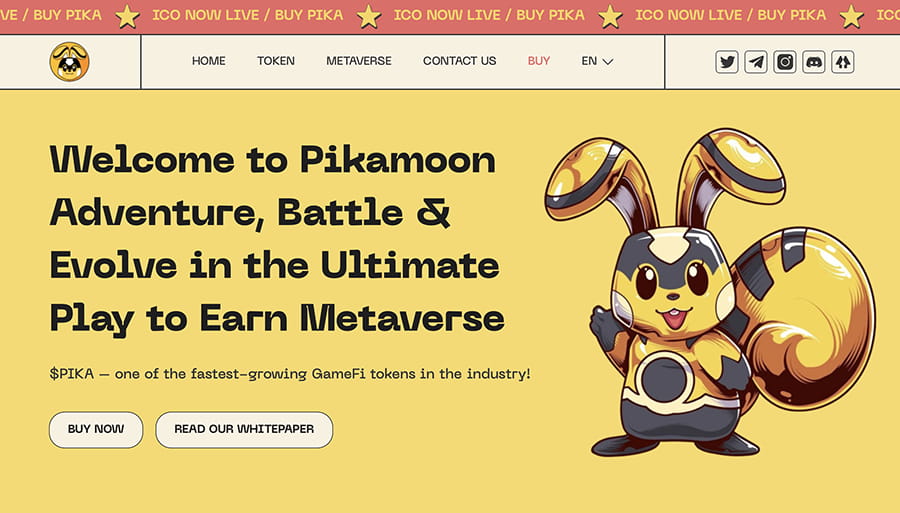 VE / BUY PIKA ICO NOW LIVE / BUY PIKA ICO NOW LIVE / BUY PIKA ICO NOW LIVE / BUY PIKA ICO
HOME TOKEN METAVERSE CONTACT US BUY EN
Welcome to Pikamoon
Adventure, Battle &
Evolve in the Ultimate
Play to Earn Metaverse
$PIKA — one of the fastest-growing GameFi tokens in the industry!
BUY NOW READ OUR WHITEPAPER